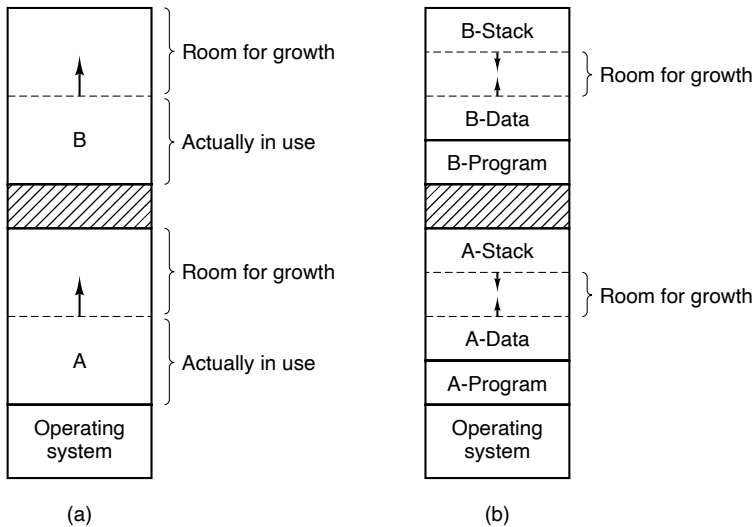 Room for growth
B
Actually in use
Room for growth
A
Actually in use
Operating
system
(a)
B-Stack
Room for growth
B-Data
B-Program
A-Stack
Room for growth
A-Data
A-Program
Operating
system
(b)